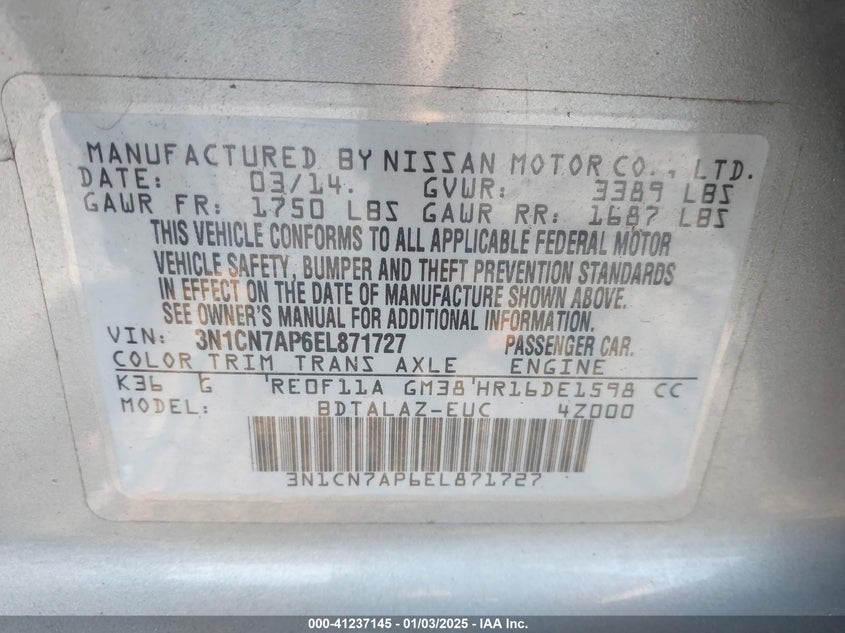 MANUFACTURED BY NISSAN MOTOR CO., LTD.
DATE: 03/14. GVWR: 3389 LBS
GAWR FR: 1750 LBS GAWR RR: 1687 LBS
THIS VEHICLE CONFORMS TO ALL APPLICABLE FEDERAL MOTOR
VEHICLE SAFETY, BUMPER AND THEFT PREVENTION STANDARDS
IN EFFECT ON THE DATE OF MANUFACTURE SHOWN ABOVE.
SEE OWNER'S MANUAL FOR ADDITIONAL INFORMATION.
VIN: 3N1CN7AP6EL871727 PASSENGER CAR.
COLOR TRIM TRANS AXLE ENGINE
K36 G RE0F11A GM38 HR16DE1598 CC
MODEL: BDTALAZ-EUC 4Z000
3N1CN7AP6EL871727
000-41237145 — 01/03/2025 - IAA Inc.